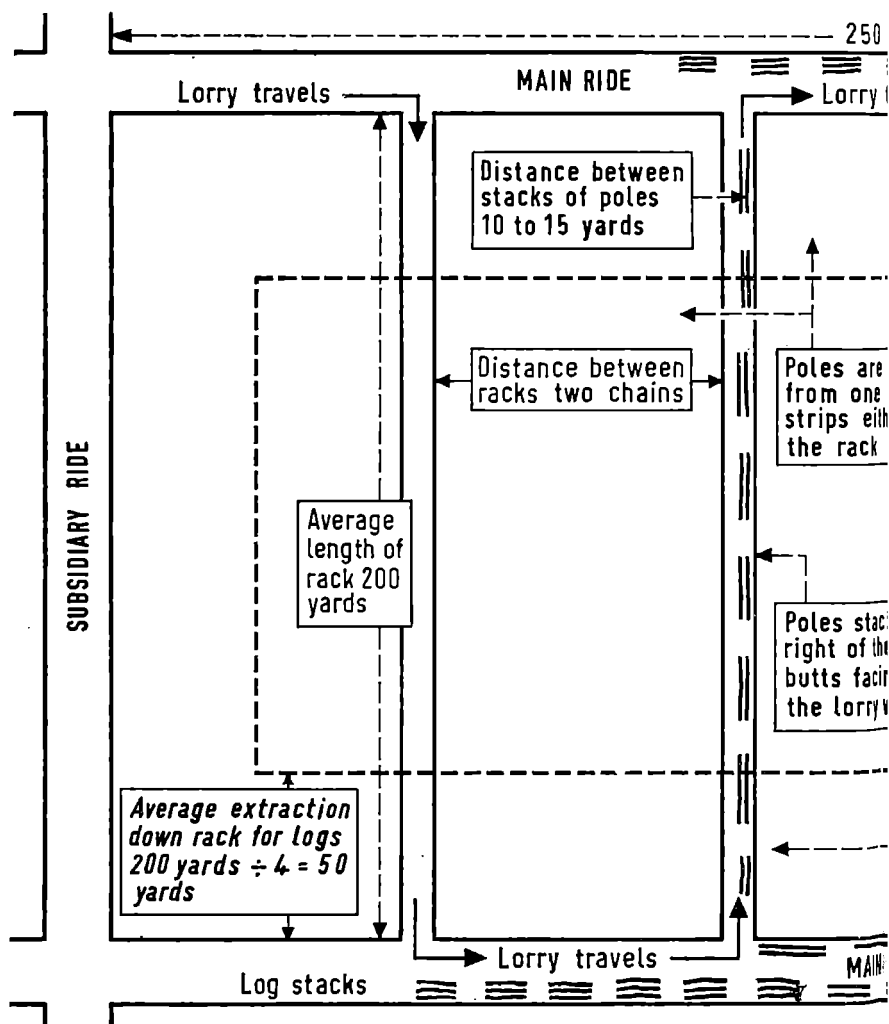 250
MAIN RIDE
Lorry travels
Lorry
Distance between
stacks of poles
10 to 15 yards
Distance between
racks two chains
Poles are
from one
strips
the rack
SUBSIDIARY RIDE
Average
length of
rack 200
yards
Poles
right of the
butts
the lorry
Average extraction
down rack for logs
200 yards ÷ 4 = 50
yards
Lorry travels
MAIN
Log stacks